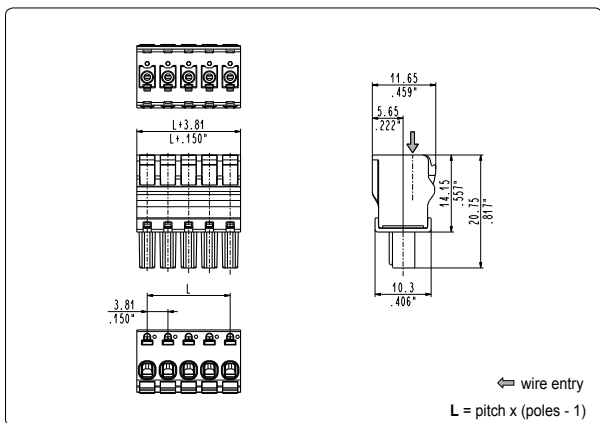 11.65
.459"
5.65
.222"
L+3.81
L+.150"
14.15
.557"
20.75
.817"
L
3.81
.150"
10.3
.406"
wire entry
L = pitch x (poles - 1)